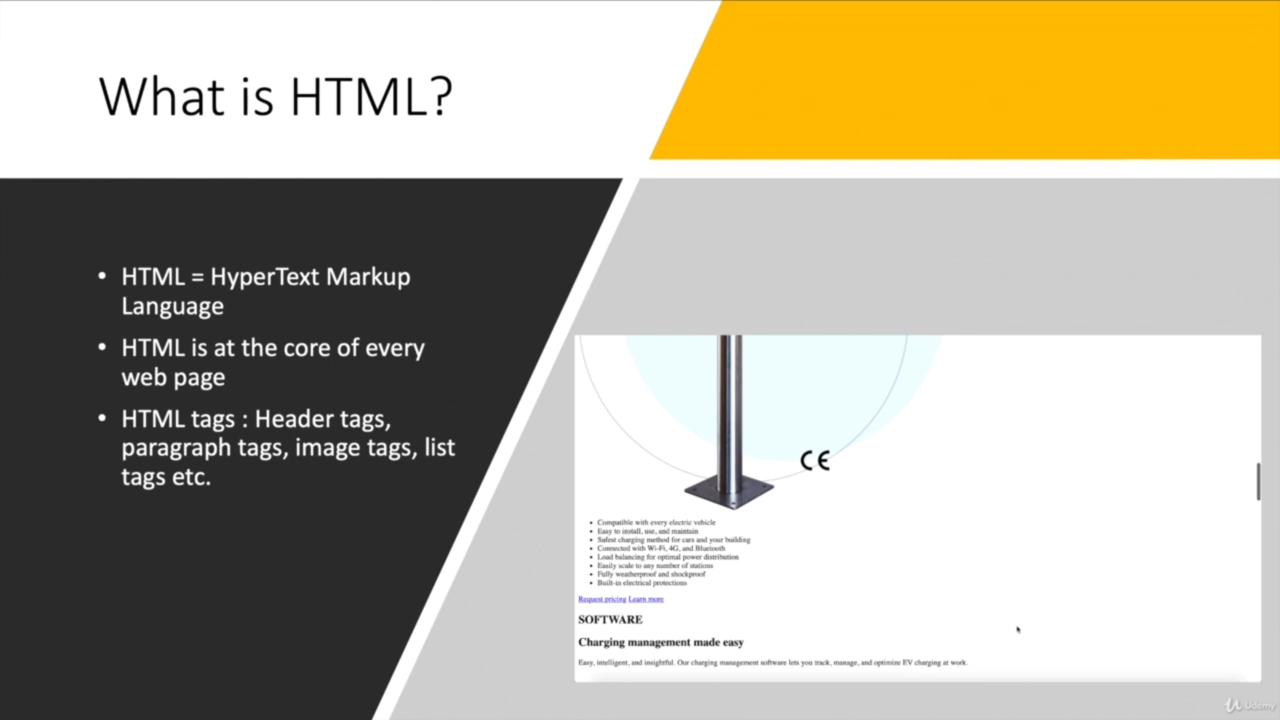 What is HTML?
• HTML = HyperText Markup
Language
• HTML is at the core of every
web page
• HTML tags : Header tags,
paragraph tags, image tags, list
tags etc.
CE
• Compatible with every electric vehicle
• Easy to install, use, and maintain
• Safest charging method for cars and your building
• Connected with Wi-Fi, 4G, and Bluetooth
• Load balancing for optimal power distribution
• Easily scale to any number of stations
• Fully weatherproof and shockproof
• Built-in electrical protections
Request pricing Learn more
SOFTWARE
Charging management made easy
Easy, intelligent, and insightful. Our charging management software lets you track, manage, and optimize EV charging at work.
Udemy